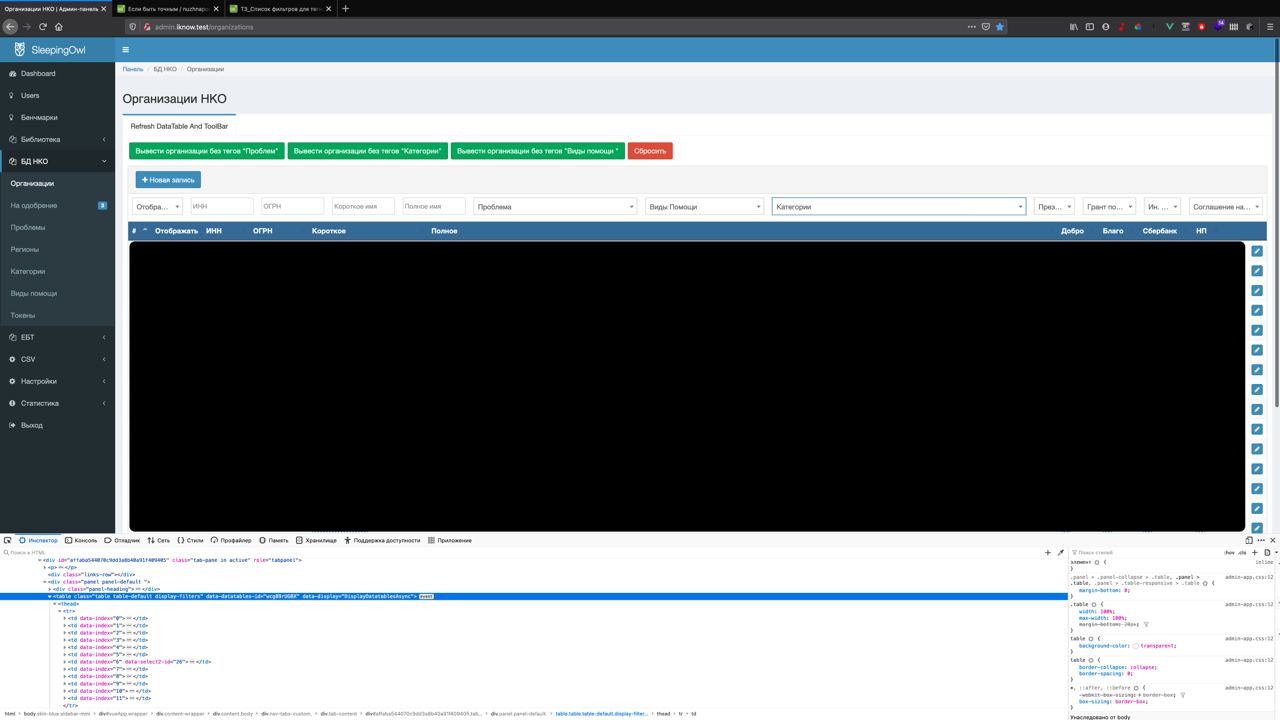 Организации НКО | Админ-панель
Если быть точным / nuzhnapo
ТЗ_Список фильтров для теги
admin.iknow.test/organizations
14
SleepingOwl
Dashboard
Users
Бенчмарки
Библиотека
БД НКО
Организации
На одобрение 3
Проблемы
Регионы
Категории
Виды помощи
Токены
ЕБТ
CSV
Настройки
Статистика
Выход
Панель / БД НКО / Организации
Организации НКО
Refresh DataTable And ToolBar
Вывести организации без тегов "Проблем" Вывести организации без тегов "Категории" Вывести организации без тегов "Виды помощи " Сбросить
+ Новая запись
Отобра... ИНН ОГРН Короткое имя Полное имя Проблема Виды Помощи Категории През... Грант по... Ин. ... Соглашение на...
# Отображать ИНН ОГРН Короткое Полное Добро Благо Сбербанк НП
Инспектор Консоль Отладчик Сеть Стили Профайлер Память Хранилище Поддержка доступности Приложение
Поиск в HTML
<div id="affaba544070c9dd3a8b40a91f409405" class="tab-pane in active" role="tabpanel">
<p></p>
<div class="links-row"></div>
<div class="panel panel-default ">
<div class="panel-heading"></div>
<table class="table table-default display-filters" data-datatables-id="wcg89rUGBX" data-display="DisplayDatatablesAsync"> event
<thead>
<tr>
<td data-index="0"></td>
<td data-index="1"></td>
<td data-index="2"></td>
<td data-index="3"></td>
<td data-index="4"></td>
<td data-index="5"></td>
<td data-index="6" data-select2-id="26"></td>
<td data-index="7"></td>
<td data-index="8"></td>
<td data-index="9"></td>
<td data-index="10"></td>
<td data-index="11"></td>
</tr>
html body.skin-blue.sidebar-mini div#vueApp.wrapper div.content-wrapper div.content.body div.nav-tabs-custom. div.tab-content div#affaba544070c9dd3a8b40a91f409405.tab... div.panel.panel-default table.table.table-default.display-filter... thead tr td
Поиск стилей :hov .cls
элемент { inline
}
.panel > .panel-collapse > .table, .panel > admin-app.css:12
.table, .panel > .table-responsive > .table {
margin-bottom: 0;
}
.table { admin-app.css:12
width: 100%;
max-width: 100%;
margin-bottom: 20px;
}
table { admin-app.css:12
background-color: transparent;
}
table { admin-app.css:12
border-collapse: collapse;
border-spacing: 0;
}
*, ::after, ::before { admin-app.css:12
-webkit-box-sizing: border-box;
box-sizing: border-box;
}
Унаследовано от body